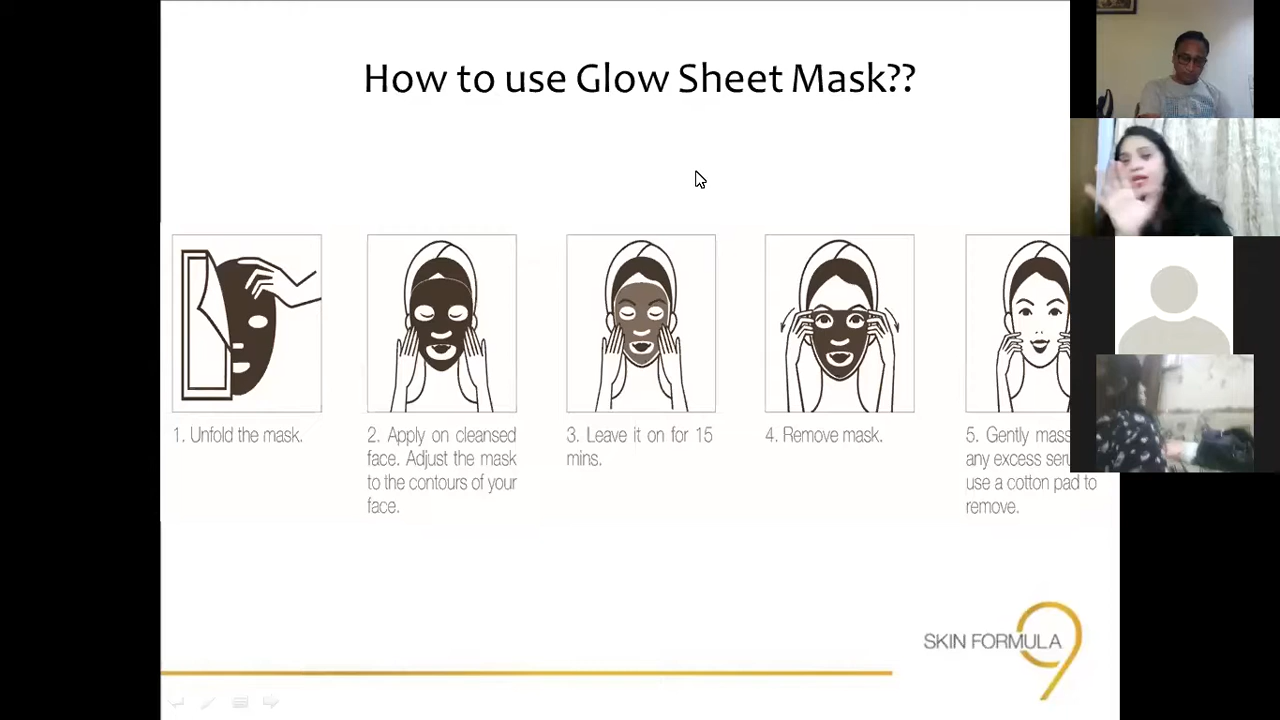 How to use Glow Sheet Mask??
1. Unfold the mask.
2. Apply on cleansed
face. Adjust the mask
to the contours of your
face.
3. Leave it on for 15
mins.
4. Remove mask.
5. Gently
any excess
use a cotton pad to
remove.
SKIN FORMULA 9